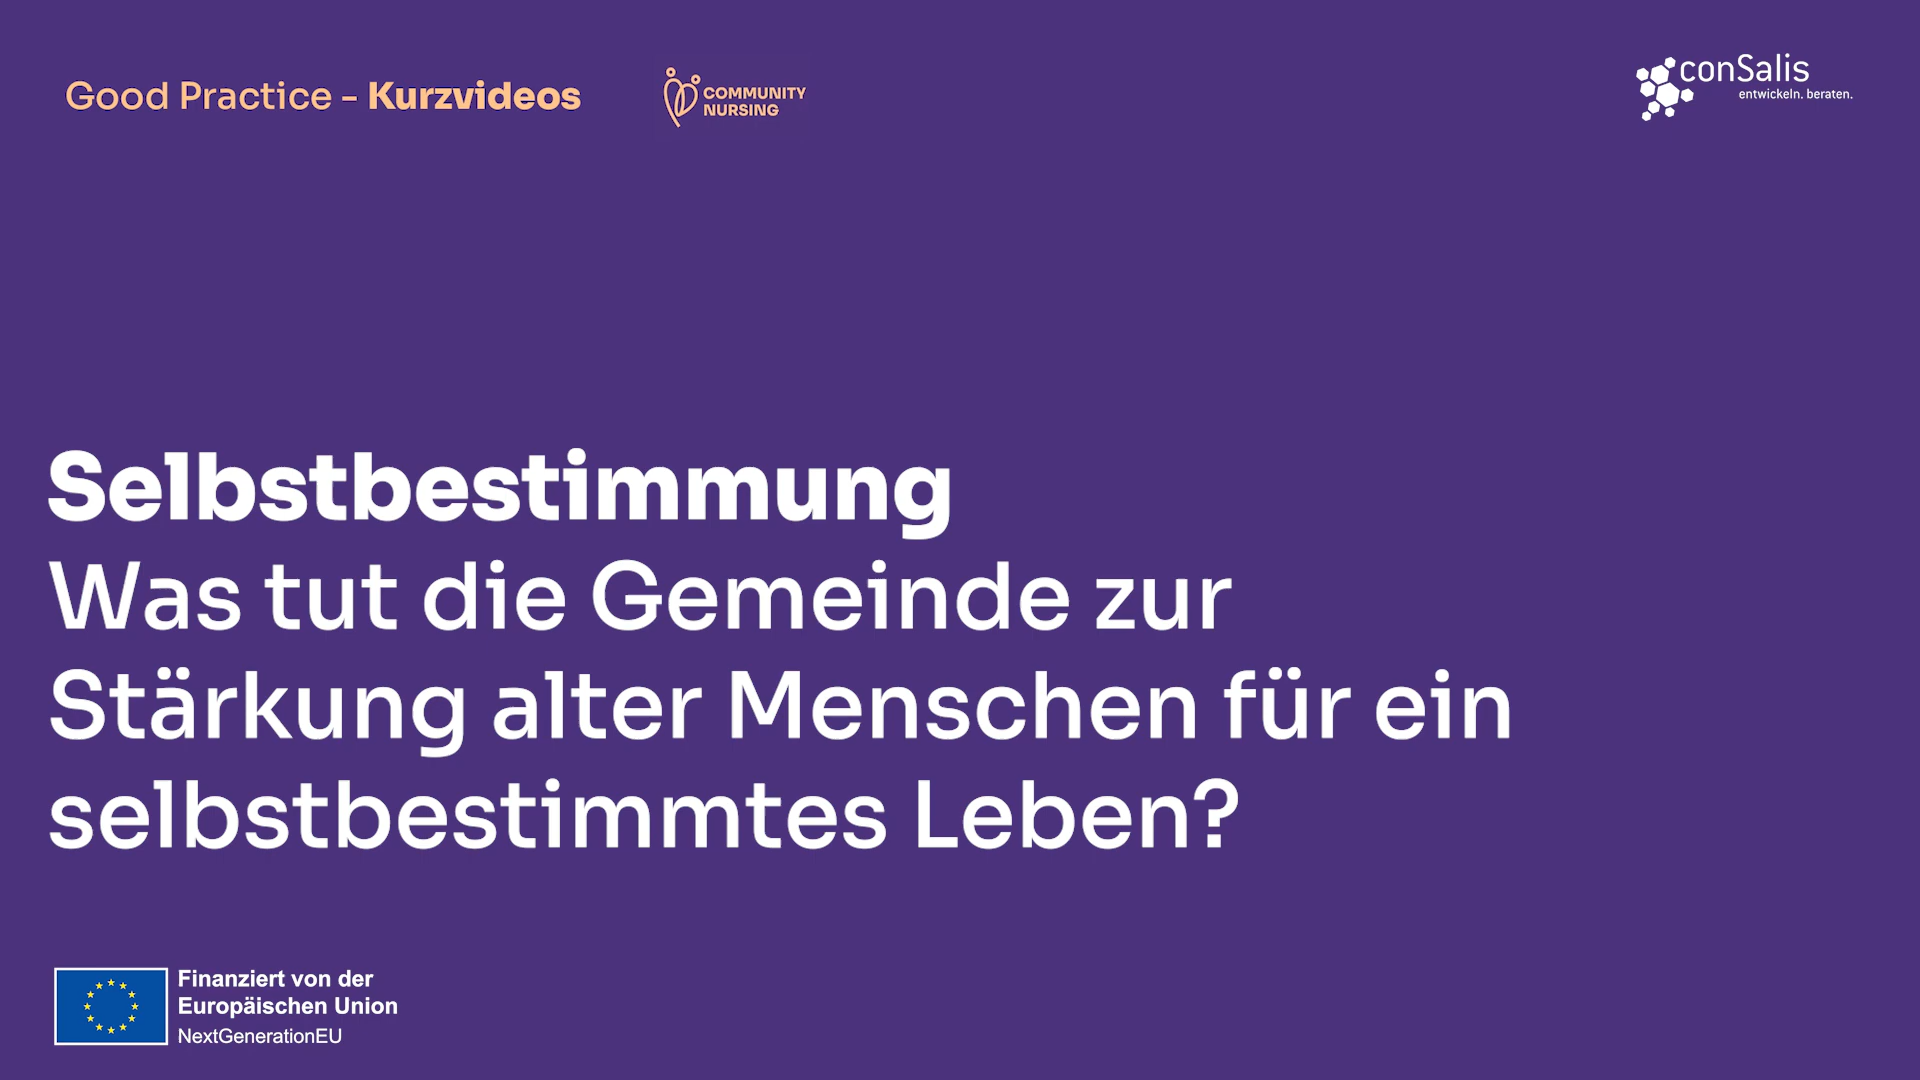 Good Practice - Kurzvideos
COMMUNITY
NURSING
conSalis
entwickeln. beraten.
Selbstbestimmung
Was tut die Gemeinde zur
Stärkung alter Menschen für ein
selbstbestimmtes Leben?
Finanziert von der
Europäischen Union
NextGenerationEU